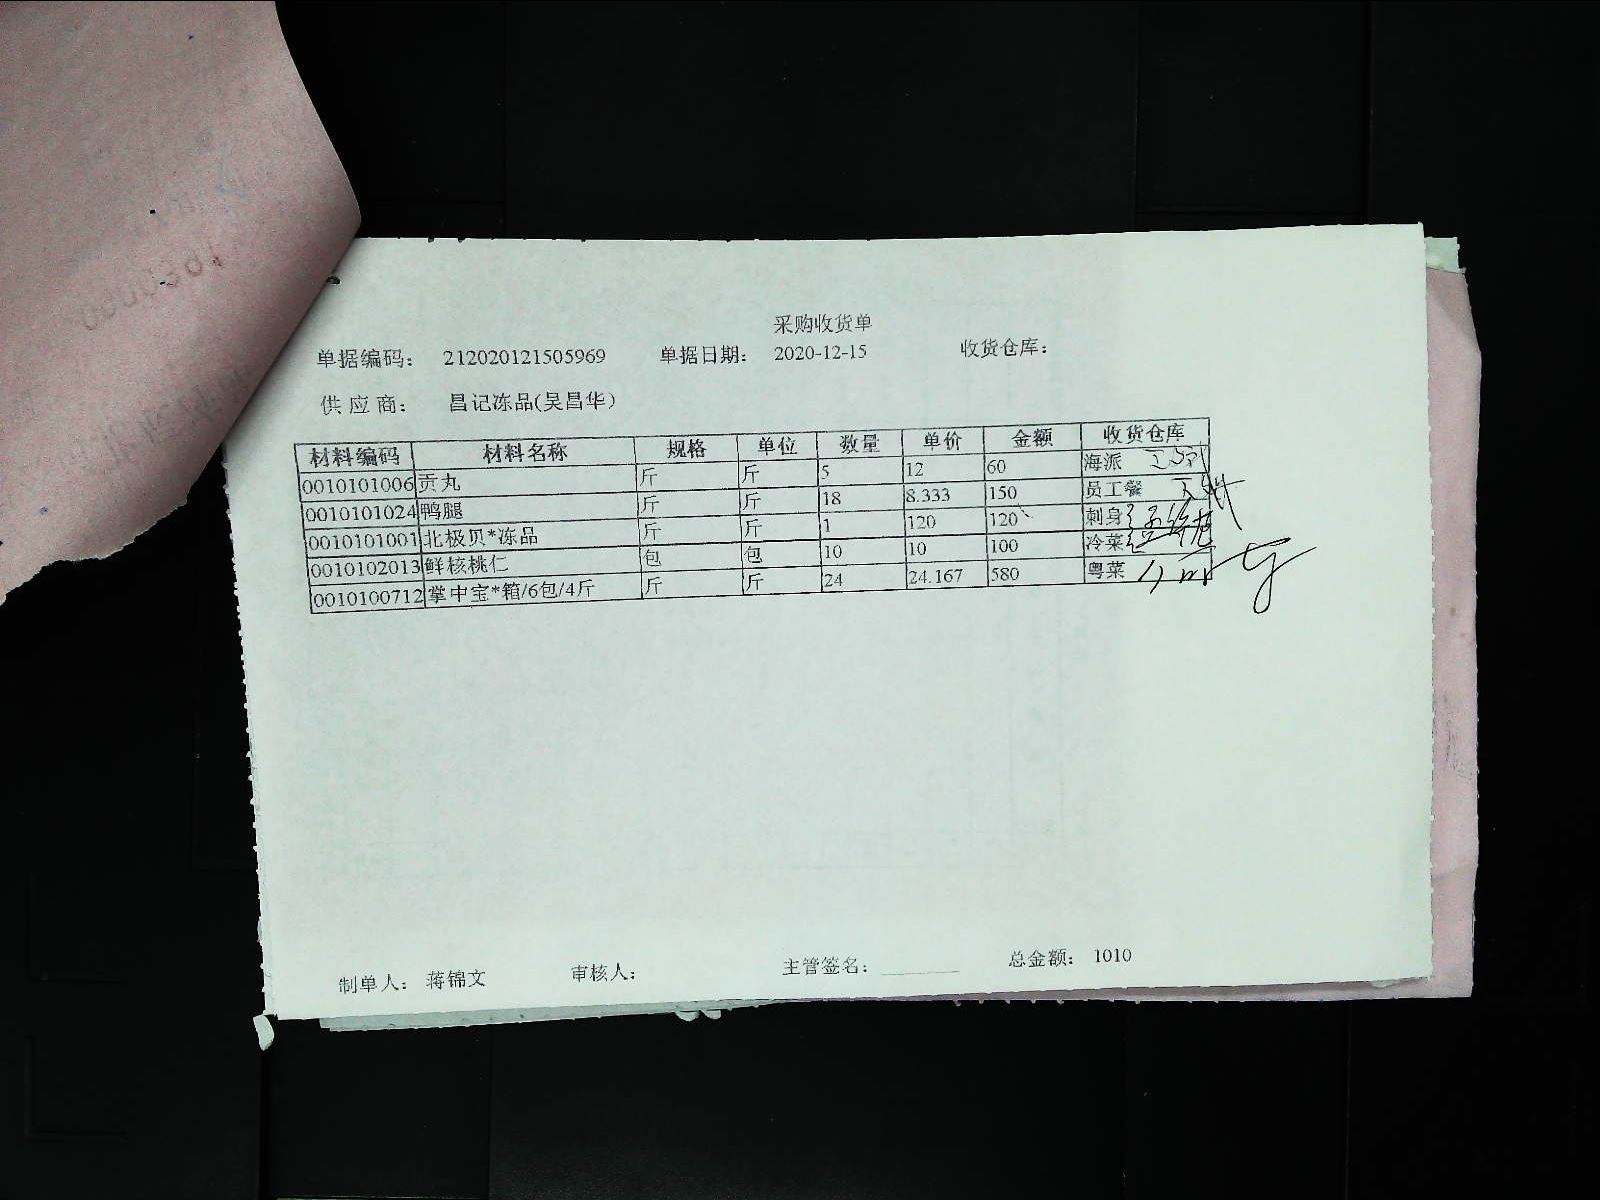 采购收货单
单据编码： 212020121505969 单据日期： 2020-12-15 收货仓库：
供应商： 昌记冻品(吴昌华)
材料编码 材料名称 规格 单位 数量 单价 金额 收货仓库
0010101006 贡丸 斤 斤 5 12 60 海派
0010101024 鸭腿 斤 斤 18 8.333 150 员工餐
0010101001 北极贝*冻品 斤 斤 1 120 120 刺身
0010102013 鲜核桃仁 包 包 10 10 100 冷菜
0010100712 掌中宝*箱/6包/4斤 斤 斤 24 24.167 580 粤菜
制单人： 蒋锦文 审核人： 主管签名： 总金额： 1010